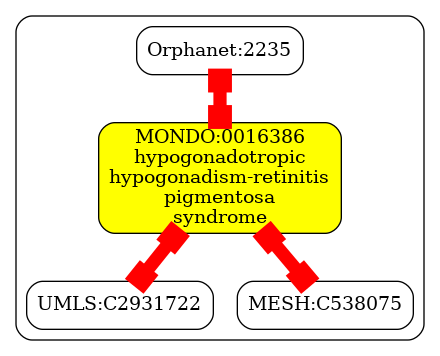 Orphanet:2235
MONDO:0016386
hypogonadotropic
hypogonadism-retinitis
pigmentosa
syndrome
UMLS:C2931722
MESH:C538075